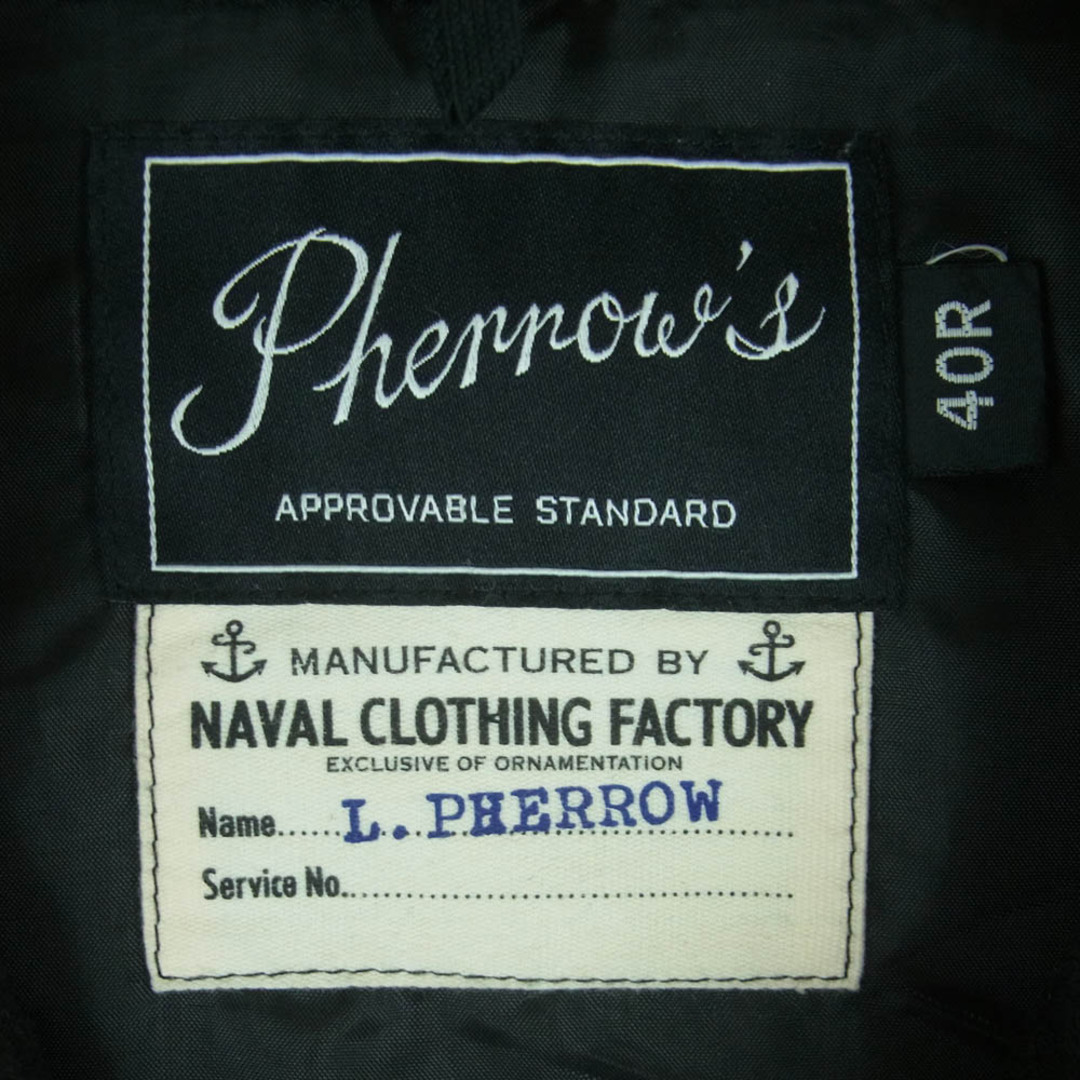 Pherrow's
APPROVABLE STANDARD
40R
MANUFACTURED BY
NAVAL CLOTHING FACTORY
EXCLUSIVE OF ORNAMENTATION
Name......L. PHERROW......
Service No...............